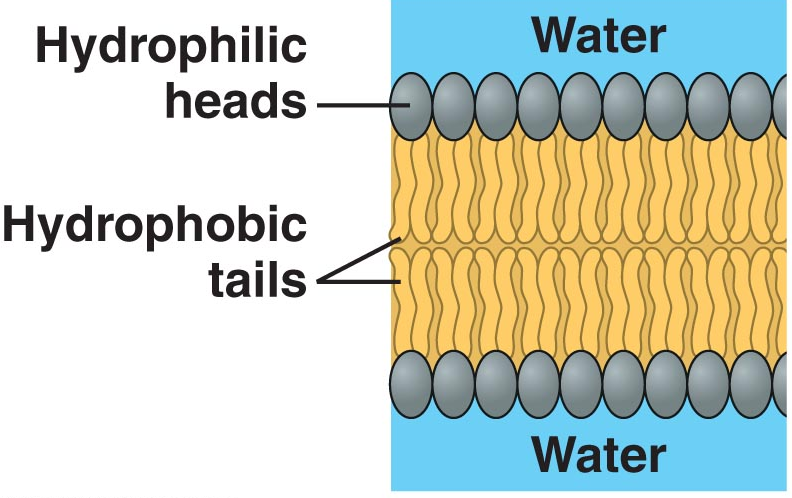 Water
Hydrophilic
heads
Hydrophobic
tails
Water